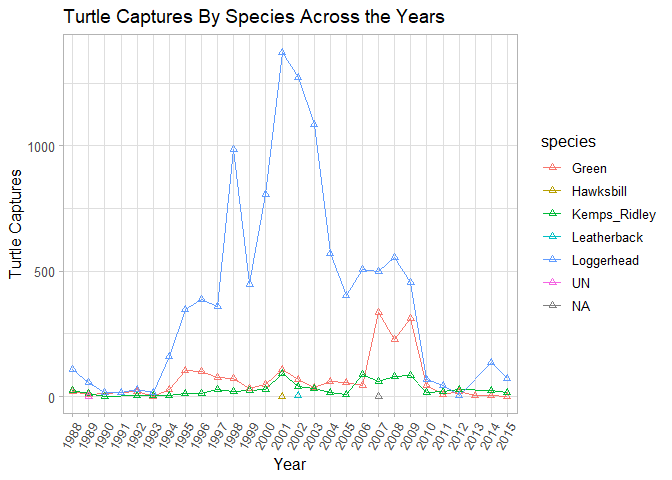 Turtle Captures By Species Across the Years
Turtle Captures
1000
500
0
1988 1989 1990 1991 1992 1993 1994 1995 1996 1997 1998 1999 2000 2001 2002 2003 2004 2005 2006 2007 2008 2009 2010 2011 2012 2013 2014 2015
Year
species
Green
Hawksbill
Kemps_Ridley
Leatherback
Loggerhead
UN
NA